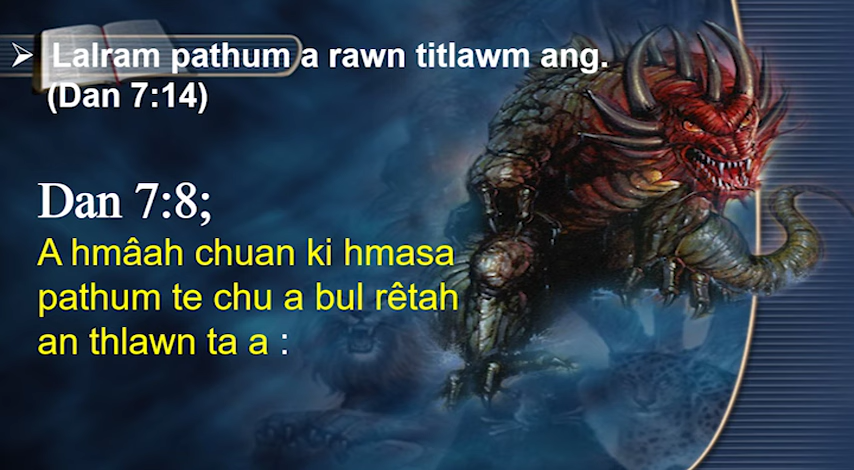 ➢ Lalram pathum a rawn titlawm ang.
(Dan 7:14)
Dan 7:8;
A hmâah chuan ki hmasa
pathum te chu a bul rêtah
an thlawn ta a :